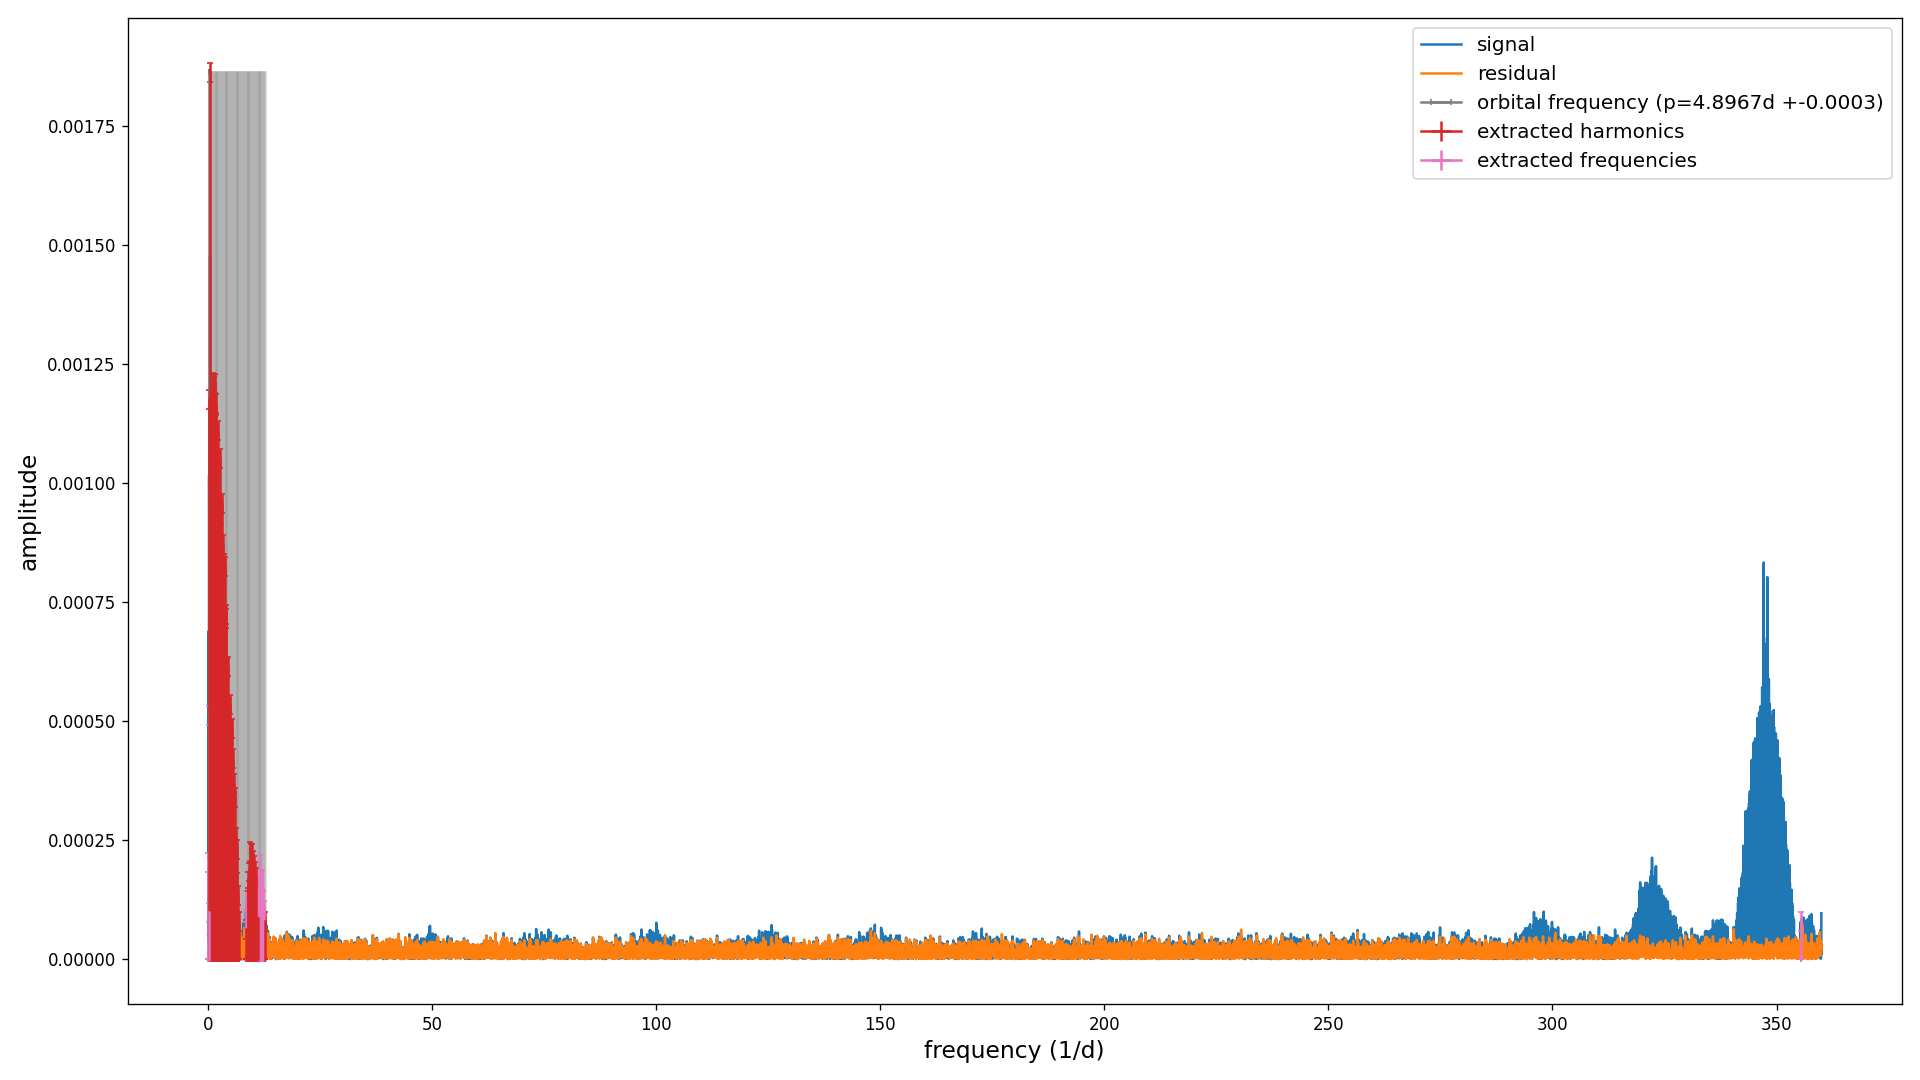 signal
residual
orbital frequency (p=4.8967d +-0.0003)
extracted harmonics
extracted frequencies
amplitude
0.00175
0.00150
0.00125
0.00100
0.00075
0.00050
0.00025
0.00000
0 50 100 150 200 250 300 350
frequency (1/d)